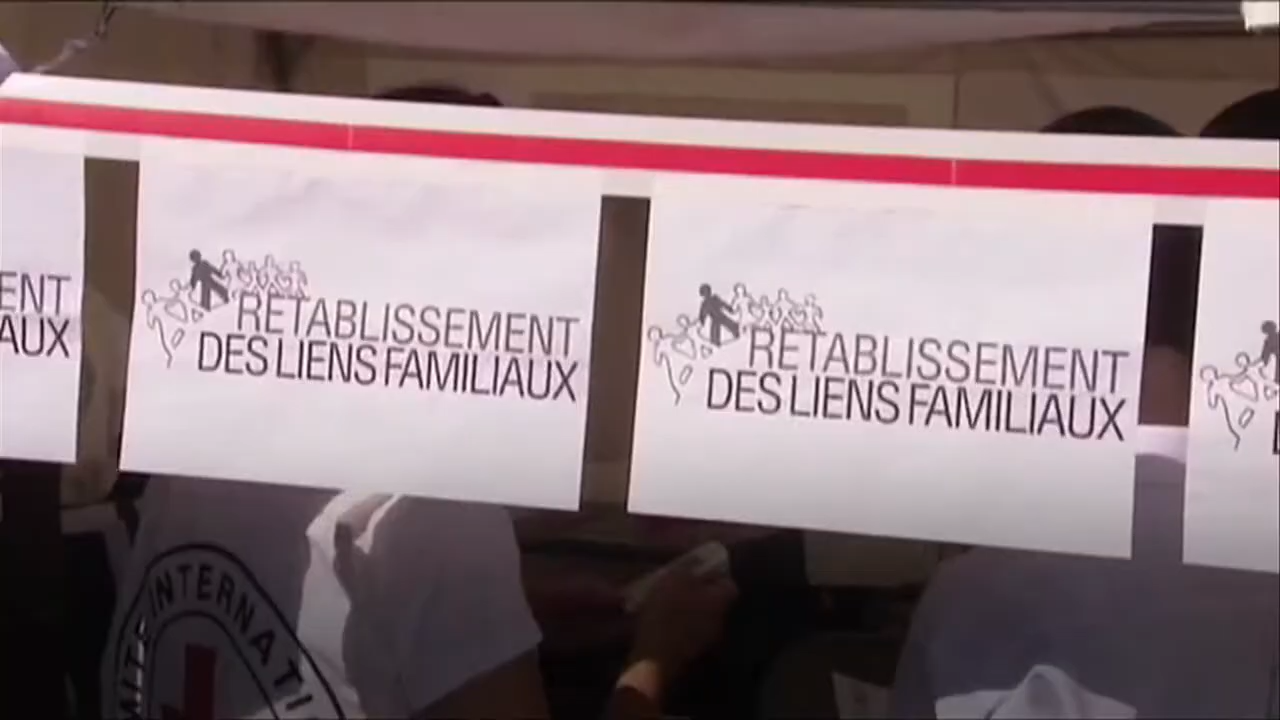 ENT
AUX
RETABLISSEMENT
DES LIENS FAMILIAUX
RETABLISSEMENT
DES LIENS FAMILIAUX
INTERNATI